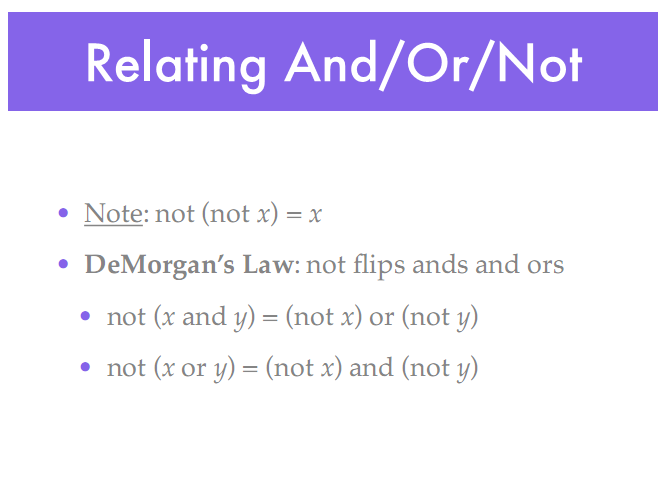 Relating And/Or/Not
• Note: not (not x) = x
• DeMorgan’s Law: not flips ands and ors
• not (x and y) = (not x) or (not y)
• not (x or y) = (not x) and (not y)